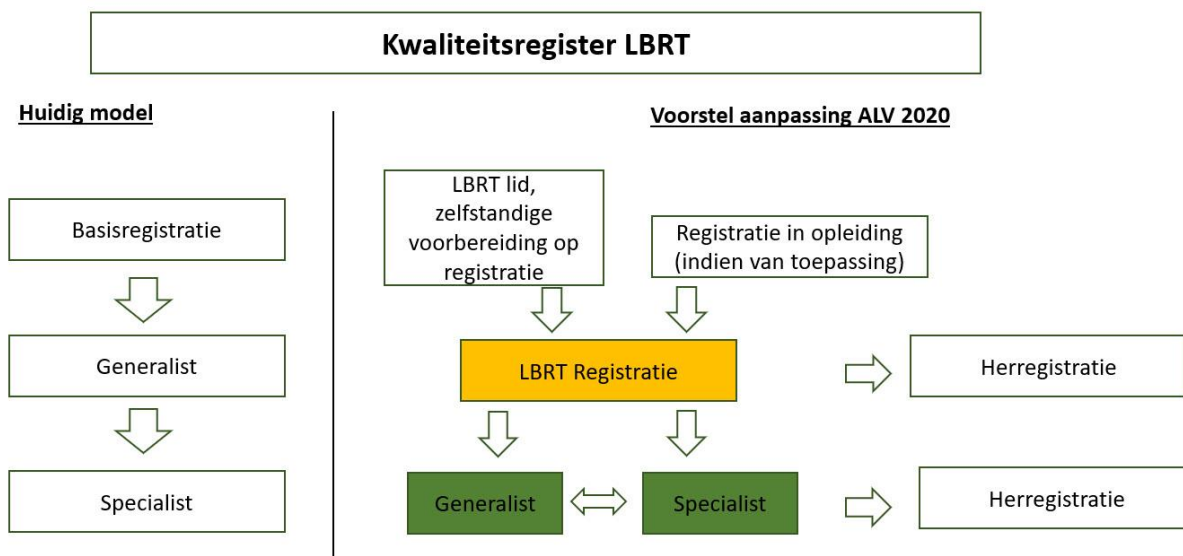 Kwaliteitsregister LBRT
Huidig model
Basisregistratie
Generalist
Specialist
Voorstel aanpassing ALV 2020
LBRT lid,
zelfstandige
voorbereiding op
registratie
Registratie in opleiding
(indien van toepassing)
LBRT Registratie
Herregistratie
Generalist
Specialist
Herregistratie